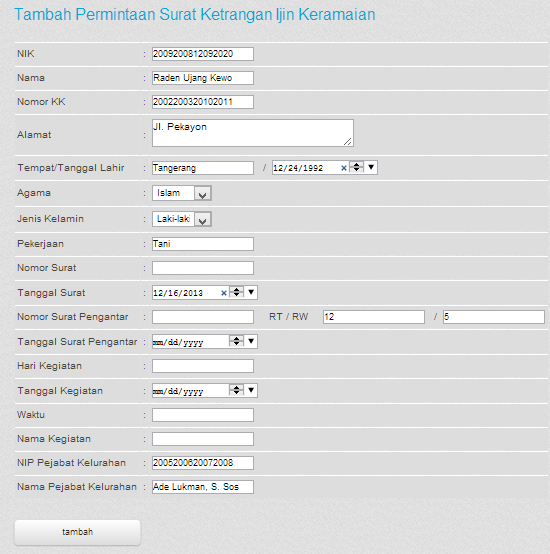 Tambah Permintaan Surat Ketrangan Ijin Keramaian
NIK : 2009200812092020
Nama : Raden Ujang Kewo
Nomor KK : 2002200320102011
Alamat : Jl. Pekayon
Tempat/Tanggal Lahir : Tangerang / 12/24/1992
Agama : Islam
Jenis Kelamin : Laki-laki
Pekerjaan : Tani
Nomor Surat :
Tanggal Surat : 12/16/2013
Nomor Surat Pengantar : RT / RW 12 / 5
Tanggal Surat Pengantar : mm/dd/yyyy
Hari Kegiatan :
Tanggal Kegiatan : mm/dd/yyyy
Waktu :
Nama Kegiatan :
NIP Pejabat Kelurahan : 2005200620072008
Nama Pejabat Kelurahan : Ade Lukman, S. Sos
tambah